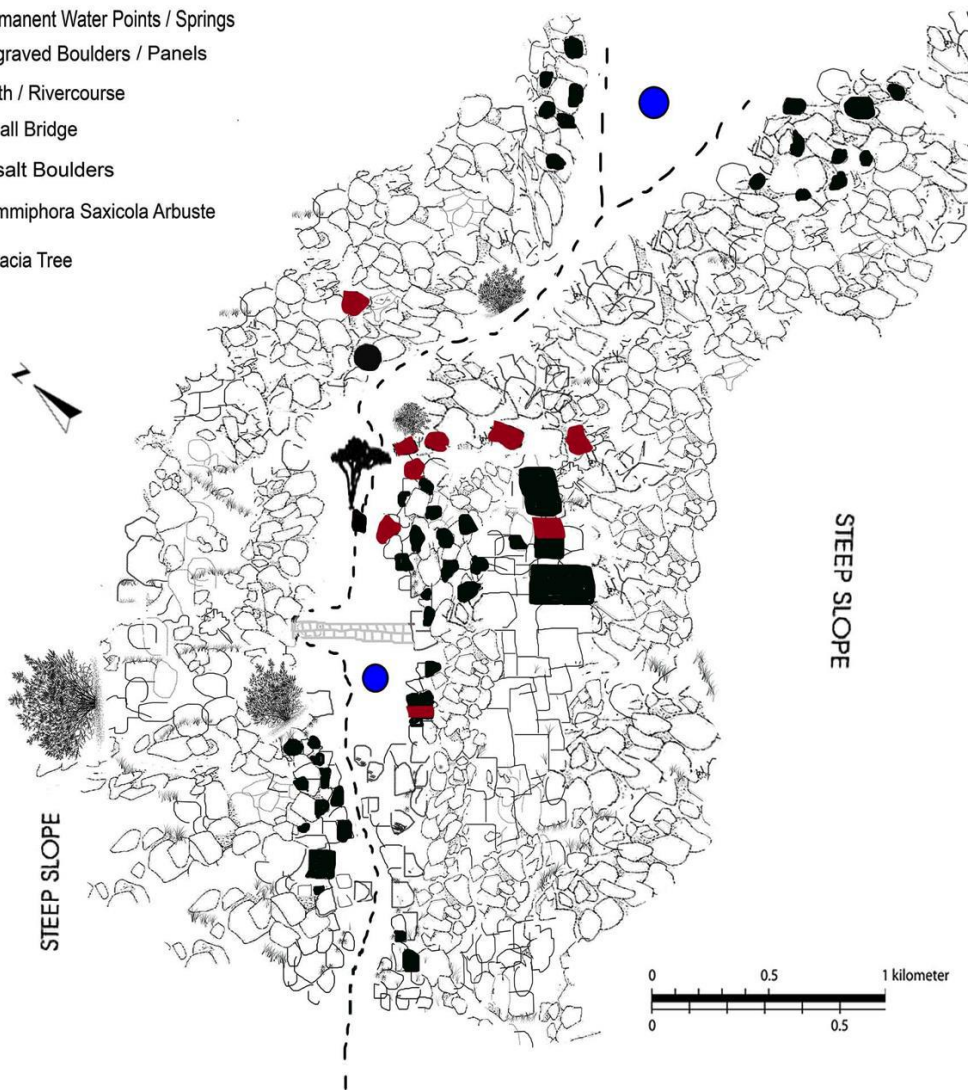 manent Water Points / Springs
graved Boulders / Panels
th / Rivercourse
all Bridge
salt Boulders
mmiphora Saxicola Arbuste
acia Tree
N
STEEP SLOPE
STEEP SLOPE
0 0.5 1 kilometer
0 0.5